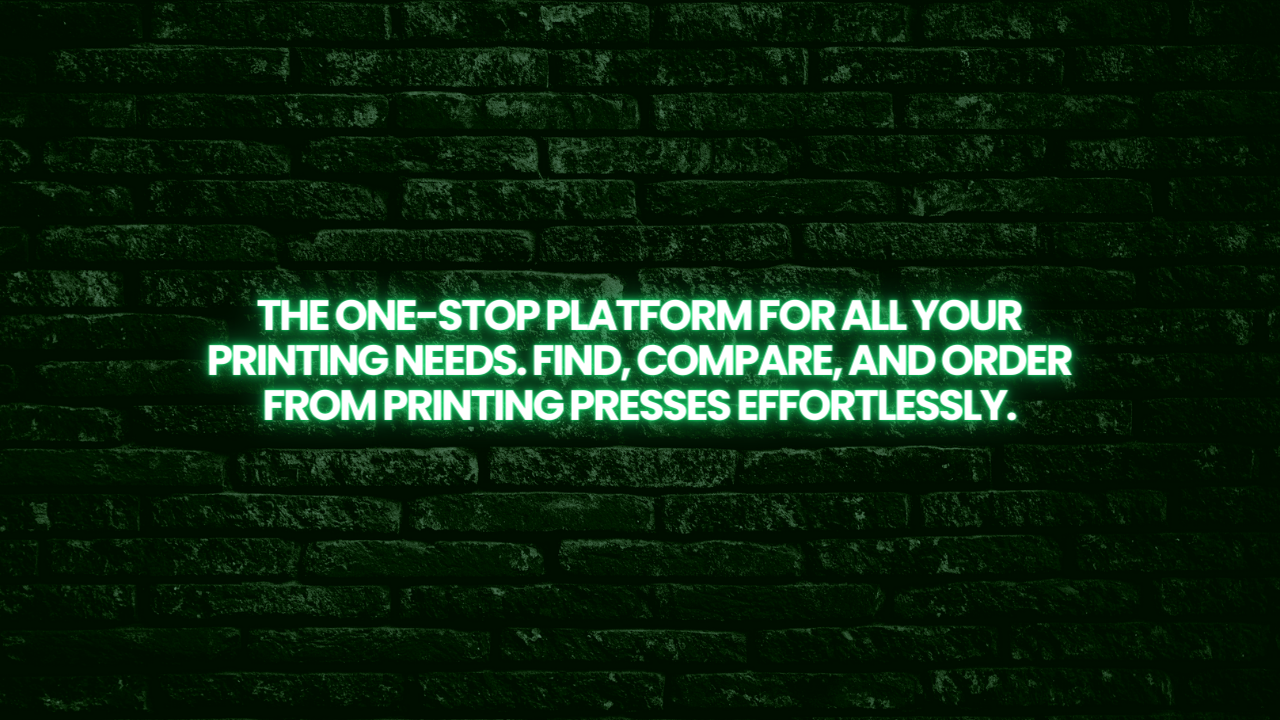 THE ONE-STOP PLATFORM FOR ALL YOUR
PRINTING NEEDS. FIND, COMPARE, AND ORDER
FROM PRINTING PRESSES EFFORTLESSLY.